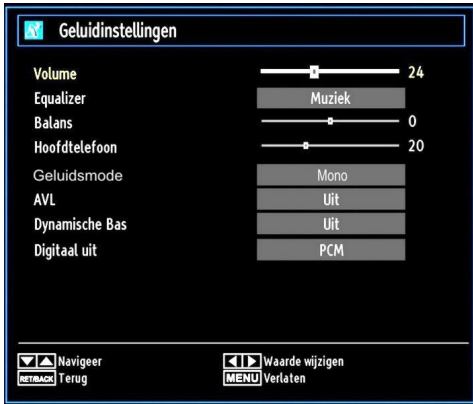 Geluidinstellingen
Volume 24
Equalizer Muziek
Balans 0
Hoofdtelefoon 20
Geluidsmode Mono
AVL Uit
Dynamische Bas Uit
Digitaal uit PCM
Navigeer Waarde wijzigen
RET/BACK Terug MENU Verlaten